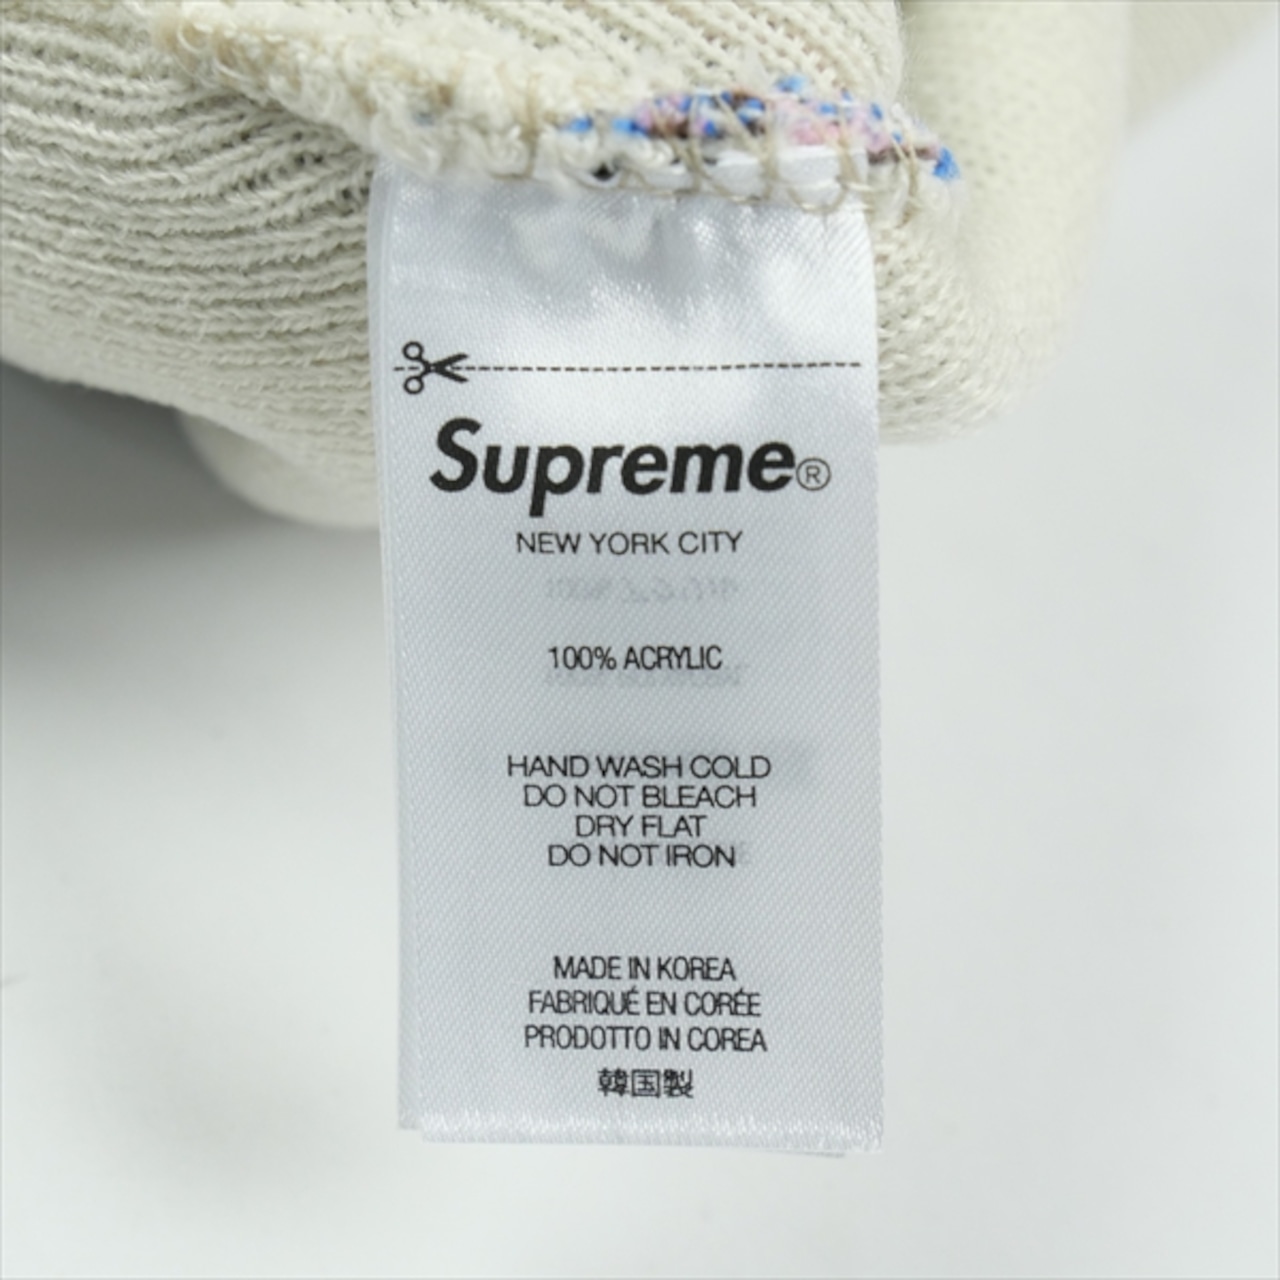 Supreme®
NEW YORK CITY
100% ACRYLIC
HAND WASH COLD
DO NOT BLEACH
DRY FLAT
DO NOT IRON
MADE IN KOREA
FABRIQUÉ EN CORÉE
PRODOTTO IN COREA
韓国製